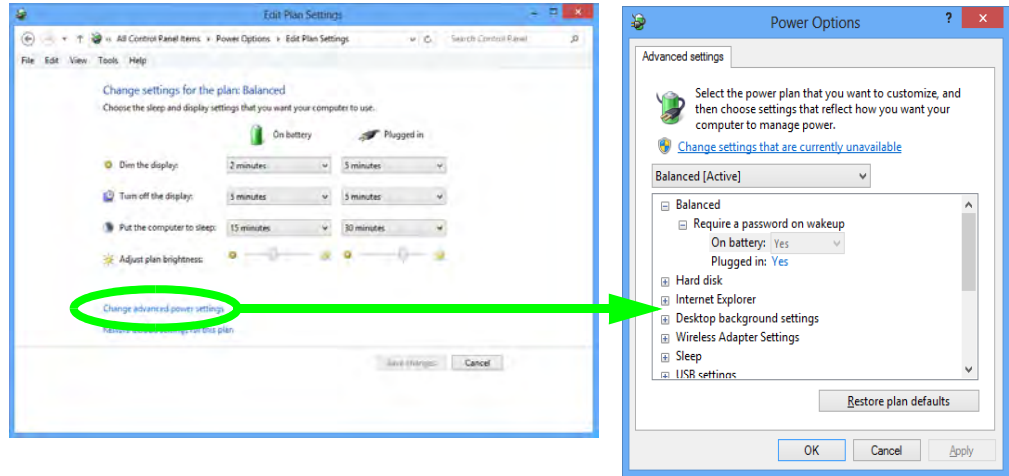 Edit Plan Settings
« All Control Panel Items ▸ Power Options ▸ Edit Plan Settings
Search Control Panel
File Edit View Tools Help
Change settings for the plan: Balanced
Choose the sleep and display settings that you want your computer to use.
On battery Plugged in
Dim the display: 2 minutes 5 minutes
Turn off the display: 5 minutes 5 minutes
Put the computer to sleep: 15 minutes 30 minutes
Adjust plan brightness:
Change advanced power settings
Restore default settings for this plan
Save changes Cancel
Power Options
Advanced settings
Select the power plan that you want to customize, and
then choose settings that reflect how you want your
computer to manage power.
Change settings that are currently unavailable
Balanced [Active]
Balanced
Require a password on wakeup
On battery: Yes
Plugged in: Yes
Hard disk
Internet Explorer
Desktop background settings
Wireless Adapter Settings
Sleep
USB settings
Restore plan defaults
OK Cancel Apply